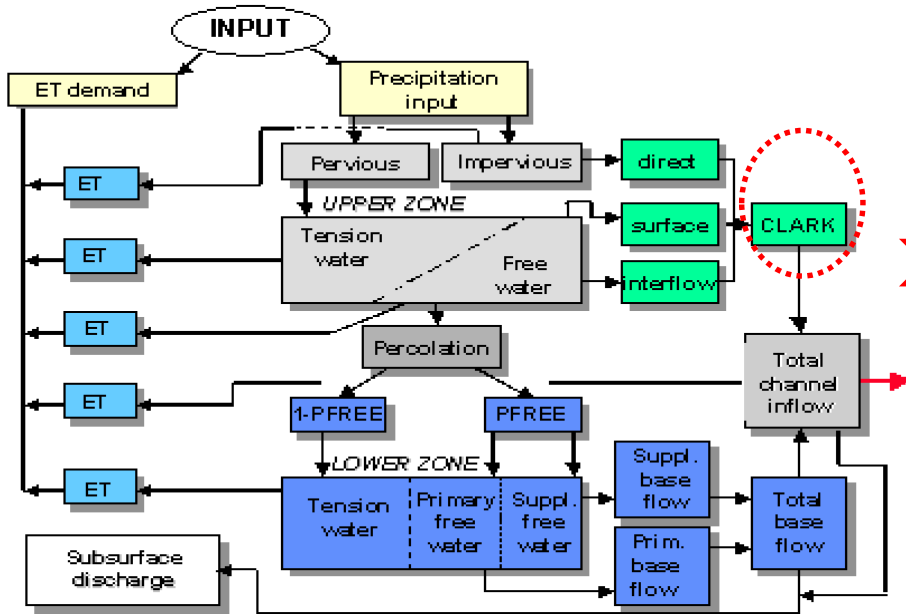 INPUT
ET demand
Precipitation
input
Pervious
Impervious
direct
ET
UPPER ZONE
Tension
water
Free
water
surface
CLARK
interflow
ET
ET
Percolation
Total
channel
inflow
ET
1-PFREE
PFREE
LOWER ZONE
ET
Tension
water
Primary
free
water
Suppl.
free
water
Suppl.
base
flow
Prim.
base
flow
Total
base
flow
Subsurface
discharge